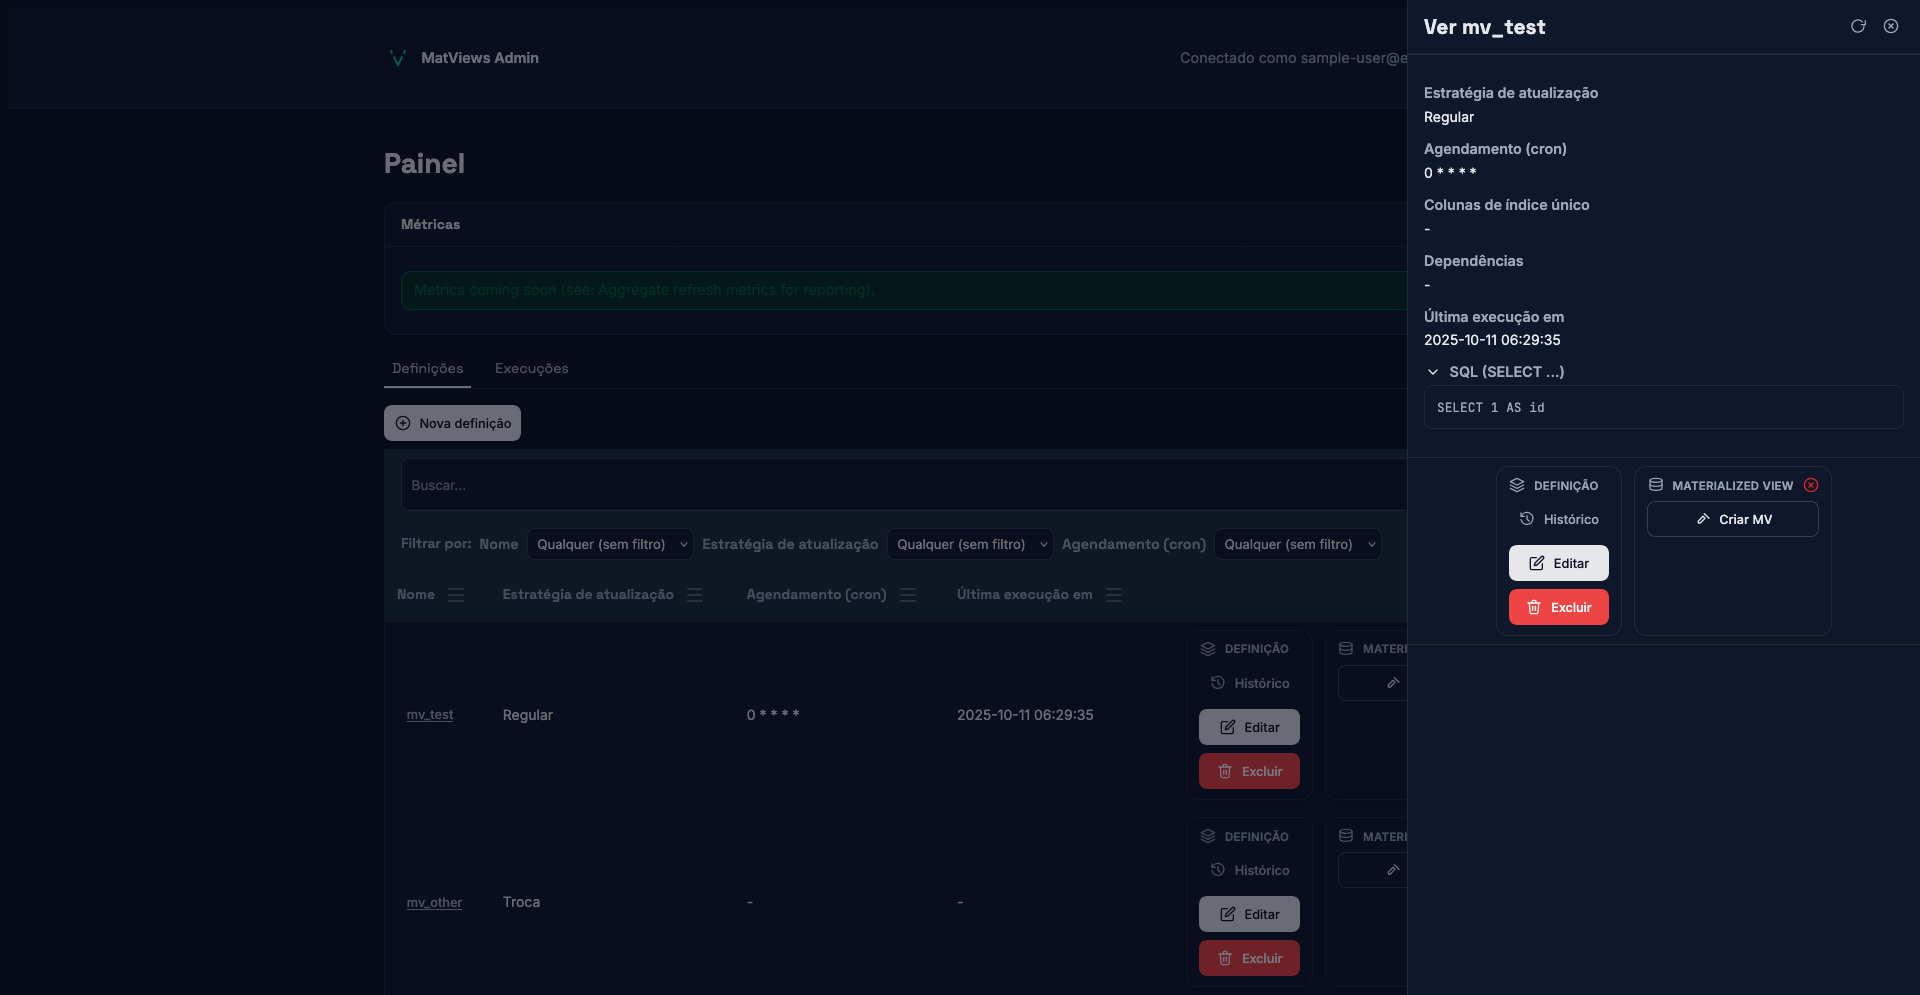 MatViews Admin
Conectado como sample-user@e
Painel
Métricas
Metrics coming soon (see: Aggregate refresh metrics for reporting).
Definições
Execuções
Nova definição
Buscar...
Filtrar por:
Nome
Qualquer (sem filtro)
Estratégia de atualização
Qualquer (sem filtro)
Agendamento (cron)
Qualquer (sem filtro)
Nome
Estratégia de atualização
Agendamento (cron)
Última execução em
mv_test
Regular
0 * * * *
2025-10-11 06:29:35
DEFINIÇÃO
Histórico
Editar
Excluir
MATERI
mv_other
Troca
-
-
DEFINIÇÃO
Histórico
Editar
Excluir
MATERI
Ver mv_test
Estratégia de atualização
Regular
Agendamento (cron)
0 * * * *
Colunas de índice único
-
Dependências
-
Última execução em
2025-10-11 06:29:35
SQL (SELECT ...)
SELECT 1 AS id
DEFINIÇÃO
Histórico
Editar
Excluir
MATERIALIZED VIEW
Criar MV